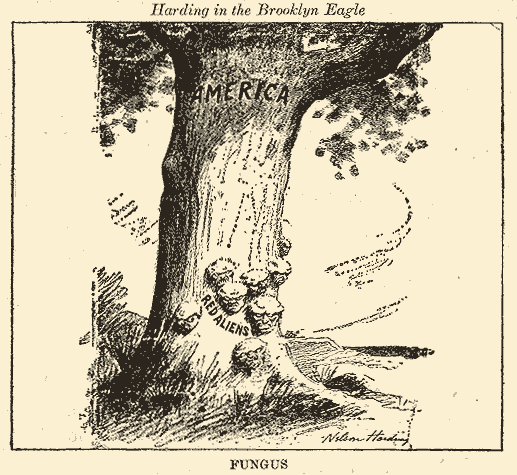 Harding in the Brooklyn Eagle
AMERICA
RED ALIENS
Nelson Harding
FUNGUS